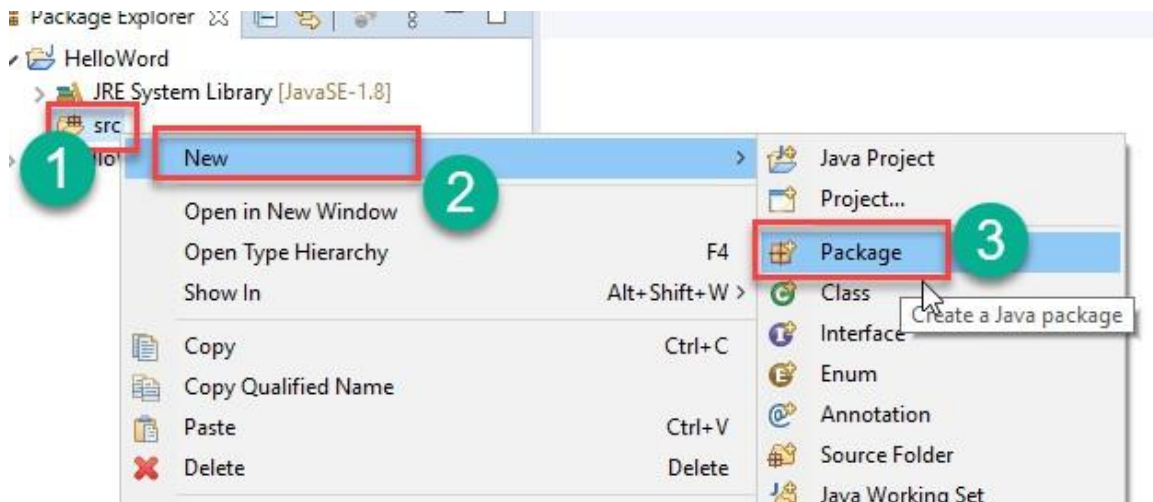 Package Explorer
HelloWord
JRE System Library [JavaSE-1.8]
src
1
New
2
Open in New Window
Open Type Hierarchy F4
Show In Alt+Shift+W >
Copy Ctrl+C
Copy Qualified Name
Paste Ctrl+V
Delete Delete
Java Project
Project...
Package
3
Class
Create a Java package
Interface
Enum
Annotation
Source Folder
Java Working Set